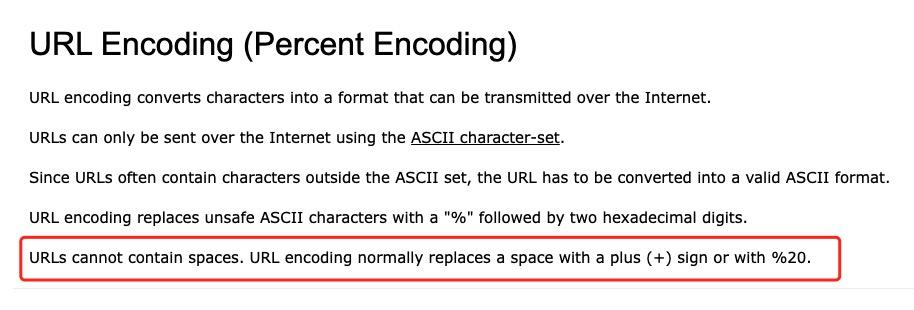 URL Encoding (Percent Encoding)
URL encoding converts characters into a format that can be transmitted over the Internet.
URLs can only be sent over the Internet using the ASCII character-set.
Since URLs often contain characters outside the ASCII set, the URL has to be converted into a valid ASCII format.
URL encoding replaces unsafe ASCII characters with a "%" followed by two hexadecimal digits.
URLs cannot contain spaces. URL encoding normally replaces a space with a plus (+) sign or with %20.